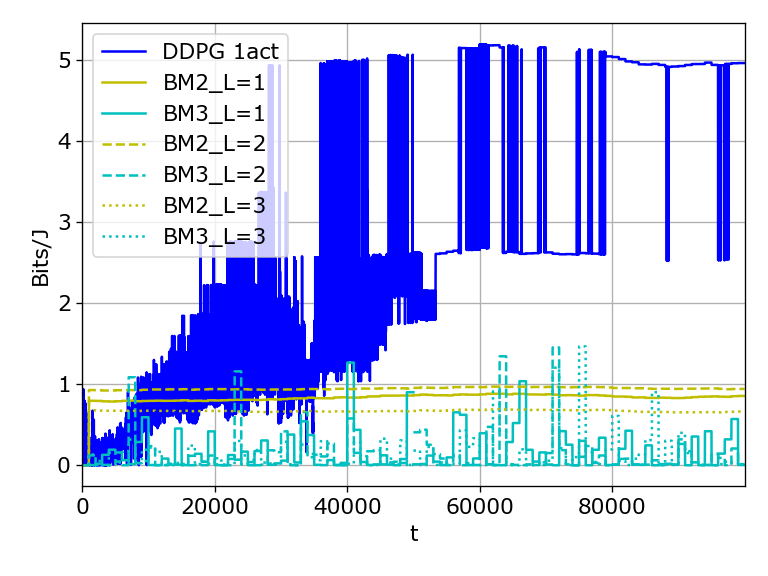 5
4
3
2
1
0
Bits/J
DDPG 1act
BM2_L=1
BM3_L=1
BM2_L=2
BM3_L=2
BM2_L=3
BM3_L=3
0 20000 40000 60000 80000
t